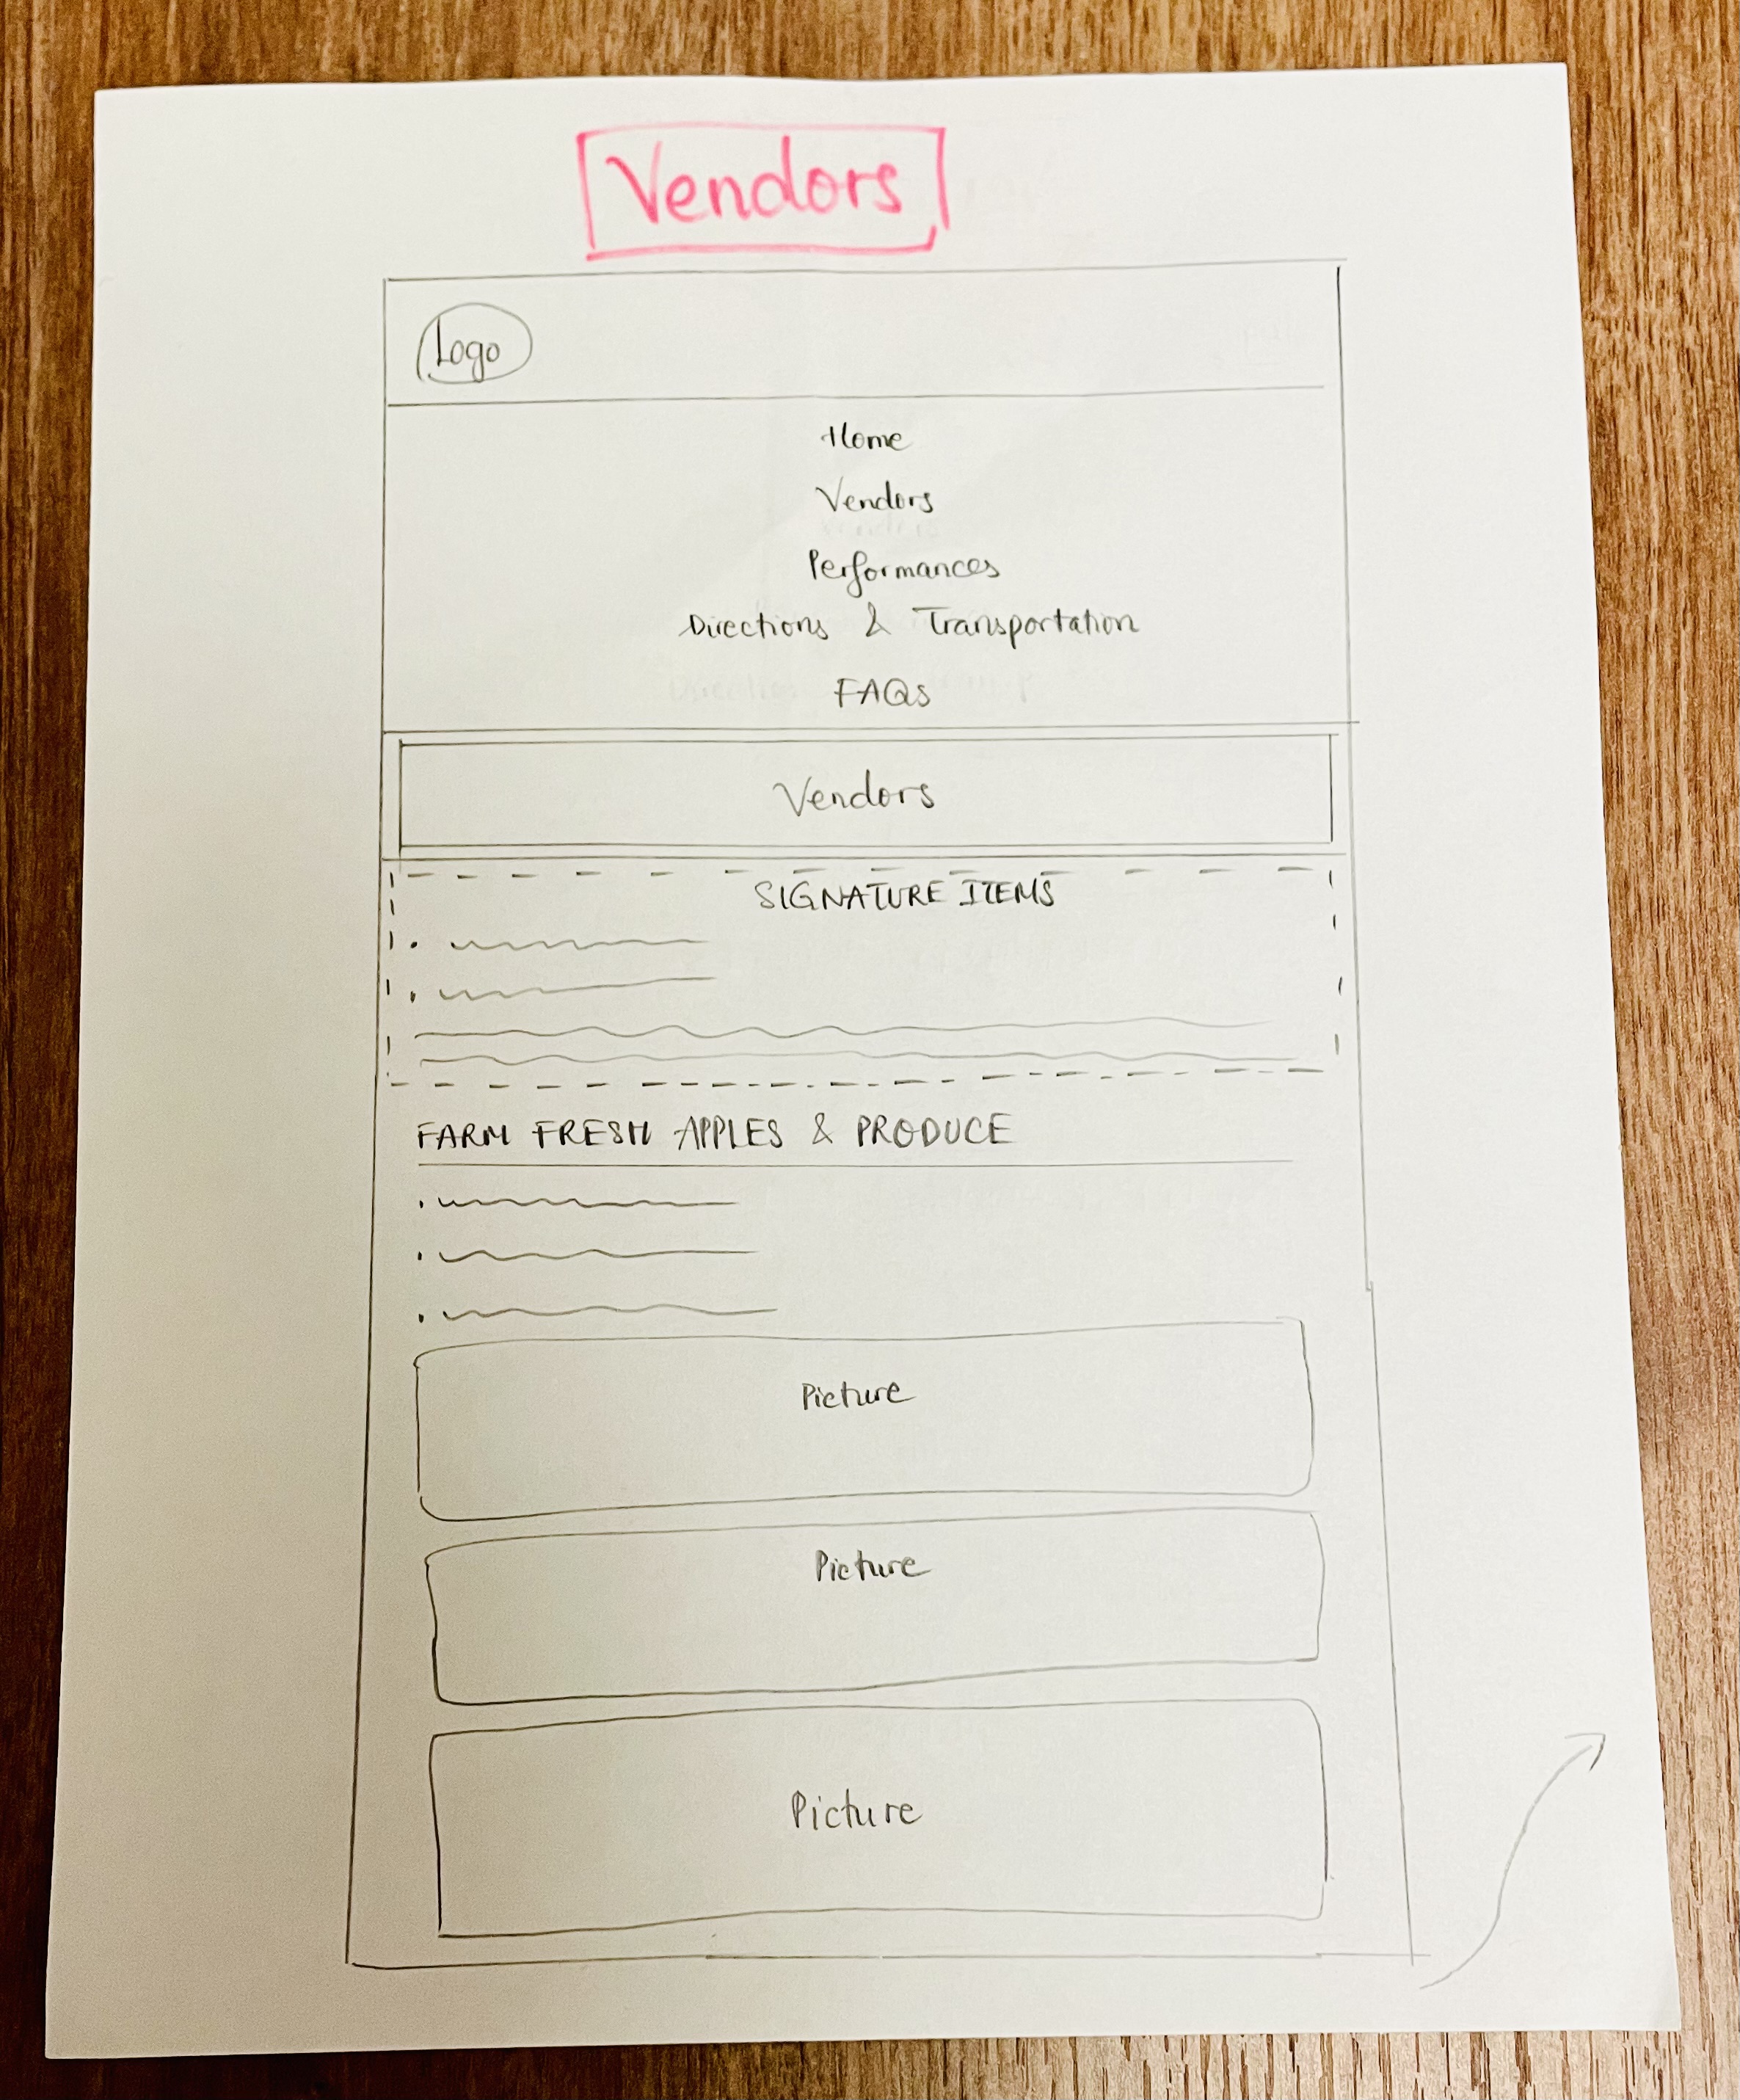 Vendors
Logo
Home
Vendors
Performances
Directions & Transportation
FAQs
Vendors
SIGNATURE ITEMS
FARM FRESH APPLES & PRODUCE
Picture
Picture
Picture